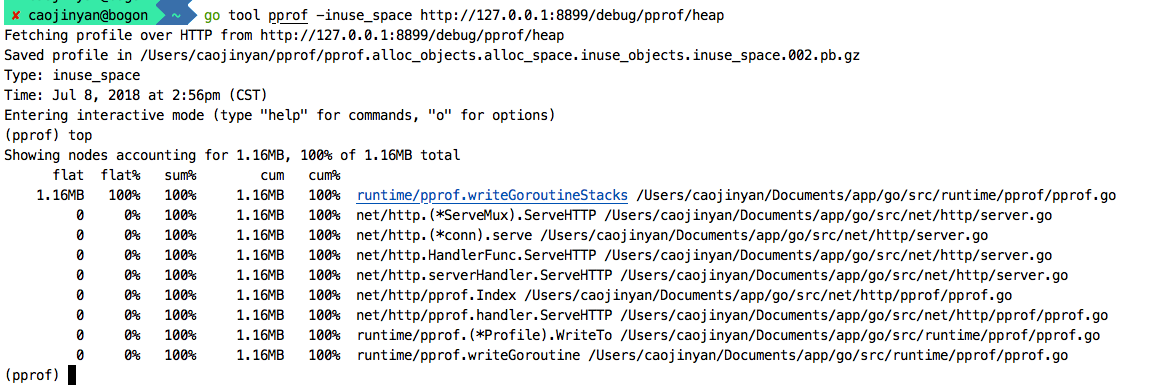 ✘ caojinyan@bogon ~ go tool pprof -inuse_space http://127.0.0.1:8899/debug/pprof/heap
Fetching profile over HTTP from http://127.0.0.1:8899/debug/pprof/heap
Saved profile in /Users/caojinyan/pprof/pprof.alloc_objects.alloc_space.inuse_objects.inuse_space.002.pb.gz
Type: inuse_space
Time: Jul 8, 2018 at 2:56pm (CST)
Entering interactive mode (type "help" for commands, "o" for options)
(pprof) top
Showing nodes accounting for 1.16MB, 100% of 1.16MB total
flat flat% sum% cum cum%
1.16MB 100% 100% 1.16MB 100% runtime/pprof.writeGoroutineStacks /Users/caojinyan/Documents/app/go/src/runtime/pprof/pprof.go
0 0% 100% 1.16MB 100% net/http.(*ServeMux).ServeHTTP /Users/caojinyan/Documents/app/go/src/net/http/server.go
0 0% 100% 1.16MB 100% net/http.(*conn).serve /Users/caojinyan/Documents/app/go/src/net/http/server.go
0 0% 100% 1.16MB 100% net/http.HandlerFunc.ServeHTTP /Users/caojinyan/Documents/app/go/src/net/http/server.go
0 0% 100% 1.16MB 100% net/http.serverHandler.ServeHTTP /Users/caojinyan/Documents/app/go/src/net/http/server.go
0 0% 100% 1.16MB 100% net/http/pprof.Index /Users/caojinyan/Documents/app/go/src/net/http/pprof/pprof.go
0 0% 100% 1.16MB 100% net/http/pprof.handler.ServeHTTP /Users/caojinyan/Documents/app/go/src/net/http/pprof/pprof.go
0 0% 100% 1.16MB 100% runtime/pprof.(*Profile).WriteTo /Users/caojinyan/Documents/app/go/src/runtime/pprof/pprof.go
0 0% 100% 1.16MB 100% runtime/pprof.writeGoroutine /Users/caojinyan/Documents/app/go/src/runtime/pprof/pprof.go
(pprof)